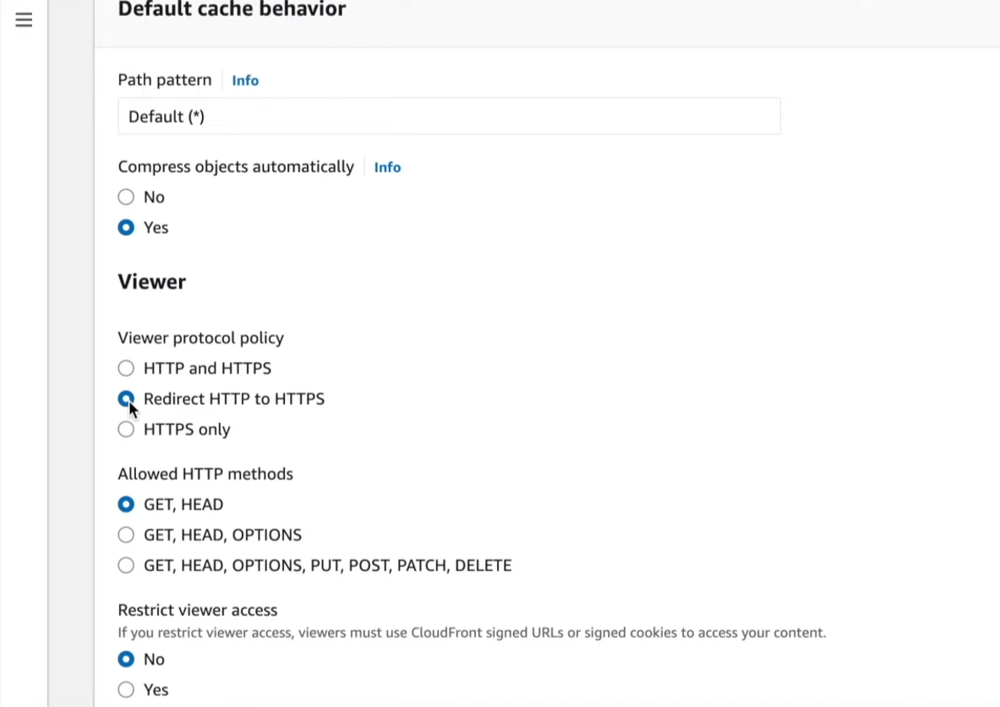 Default cache behavior
Path pattern Info
Default (*)
Compress objects automatically Info
No
Yes
Viewer
Viewer protocol policy
HTTP and HTTPS
Redirect HTTP to HTTPS
HTTPS only
Allowed HTTP methods
GET, HEAD
GET, HEAD, OPTIONS
GET, HEAD, OPTIONS, PUT, POST, PATCH, DELETE
Restrict viewer access
If you restrict viewer access, viewers must use CloudFront signed URLs or signed cookies to access your content.
No
Yes